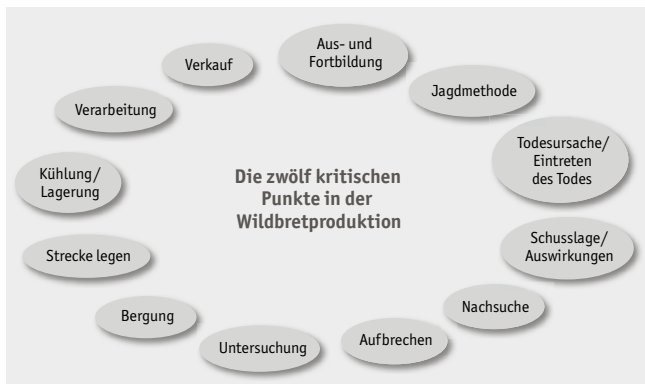 Die zwölf kritischen
Punkte in der
Wildbretproduktion
Aus- und
Fortbildung
Jagdmethode
Todesursache/
Eintreten
des Todes
Schusslage/
Auswirkungen
Nachsuche
Aufbrechen
Untersuchung
Bergung
Strecke legen
Kühlung/
Lagerung
Verarbeitung
Verkauf